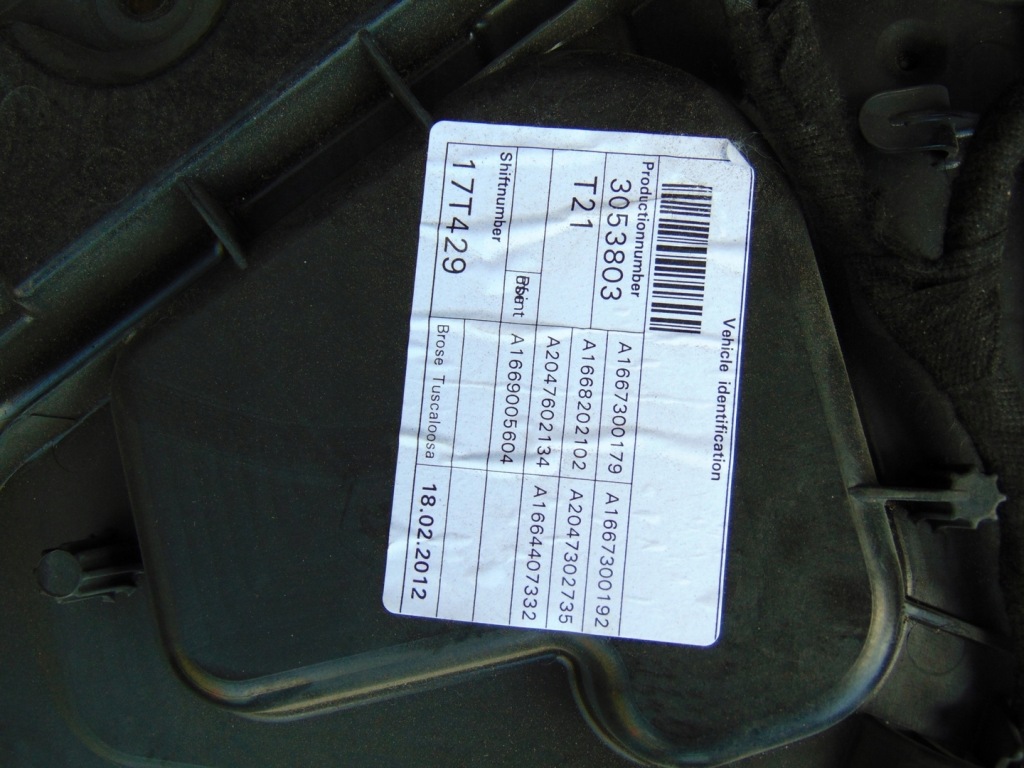 Vehicle identification
Productionnumber
3053803
T21
A1667300179 A1667300192
A1668202102 A2047302735
A2047602134 A1664407332
A1669005604
Shiftnumber
17T429
Brose Tuscaloosa
18.02.2012